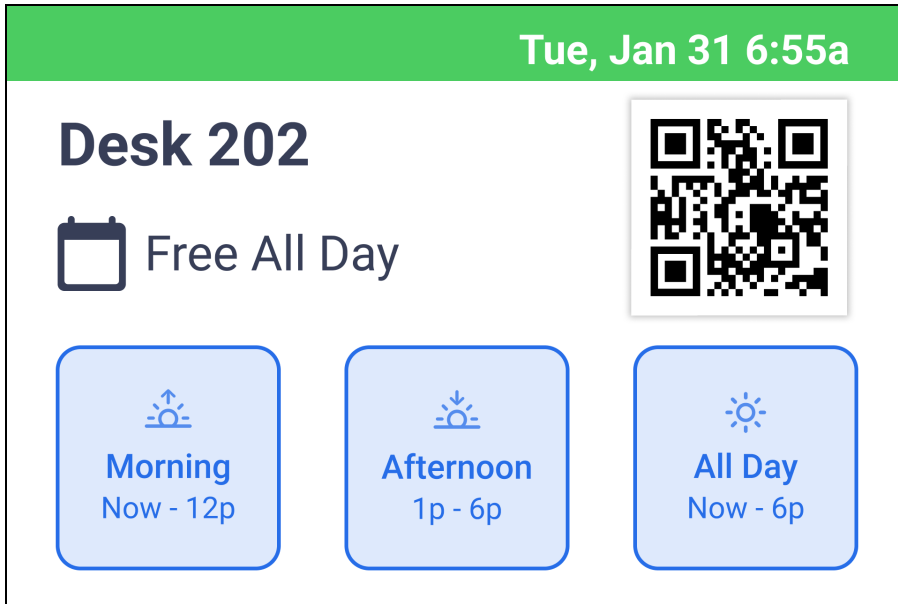 Tue, Jan 31 6:55a
Desk 202
Free All Day
Morning
Now - 12p
Afternoon
1p - 6p
All Day
Now - 6p